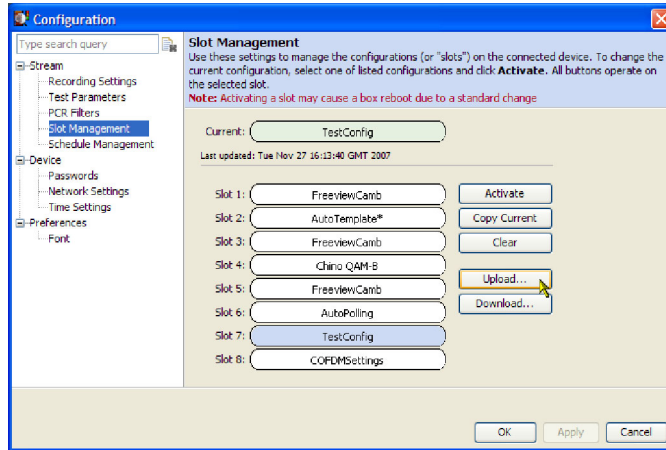 Configuration
Type search query
Stream
Recording Settings
Test Parameters
PCR Filters
Slot Management
Schedule Management
Device
Passwords
Network Settings
Time Settings
Preferences
Font
Slot Management
Use these settings to manage the configurations (or "slots") on the connected device. To change the
current configuration, select one of listed configurations and click Activate. All buttons operate on
the selected slot.
Note: Activating a slot may cause a box reboot due to a standard change
Current: TestConfig
Last updated: Tue Nov 27 16:13:40 GMT 2007
Slot 1: FreeviewCamb Activate
Slot 2: AutoTemplate* Copy Current
Slot 3: FreeviewCamb Clear
Slot 4: Chino QAM-B
Upload...
Slot 5: FreeviewCamb
Download...
Slot 6: AutoPolling
Slot 7: TestConfig
Slot 8: COFDMSettings
OK Apply Cancel